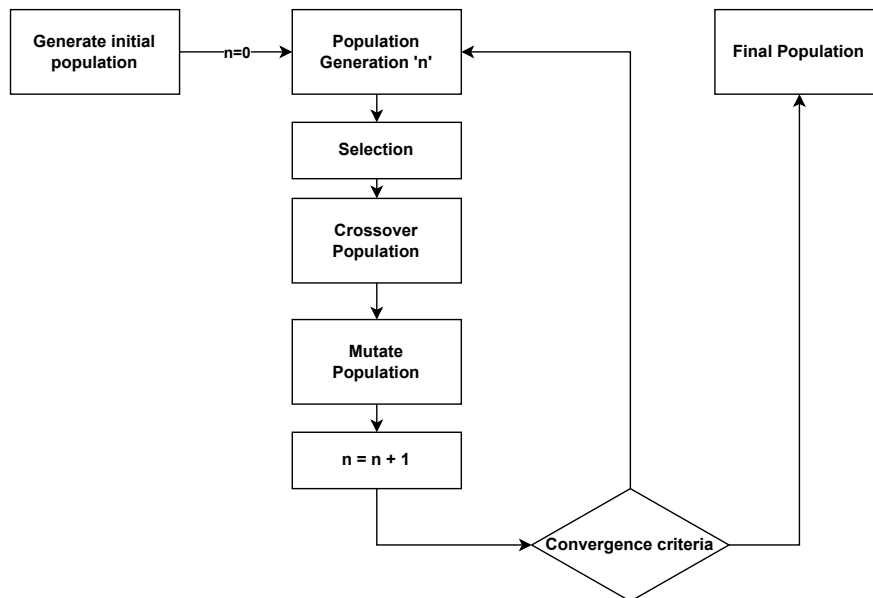 Generate initial
population
n=0
Population
Generation 'n'
Final Population
Selection
Crossover
Population
Mutate
Population
n = n + 1
Convergence criteria